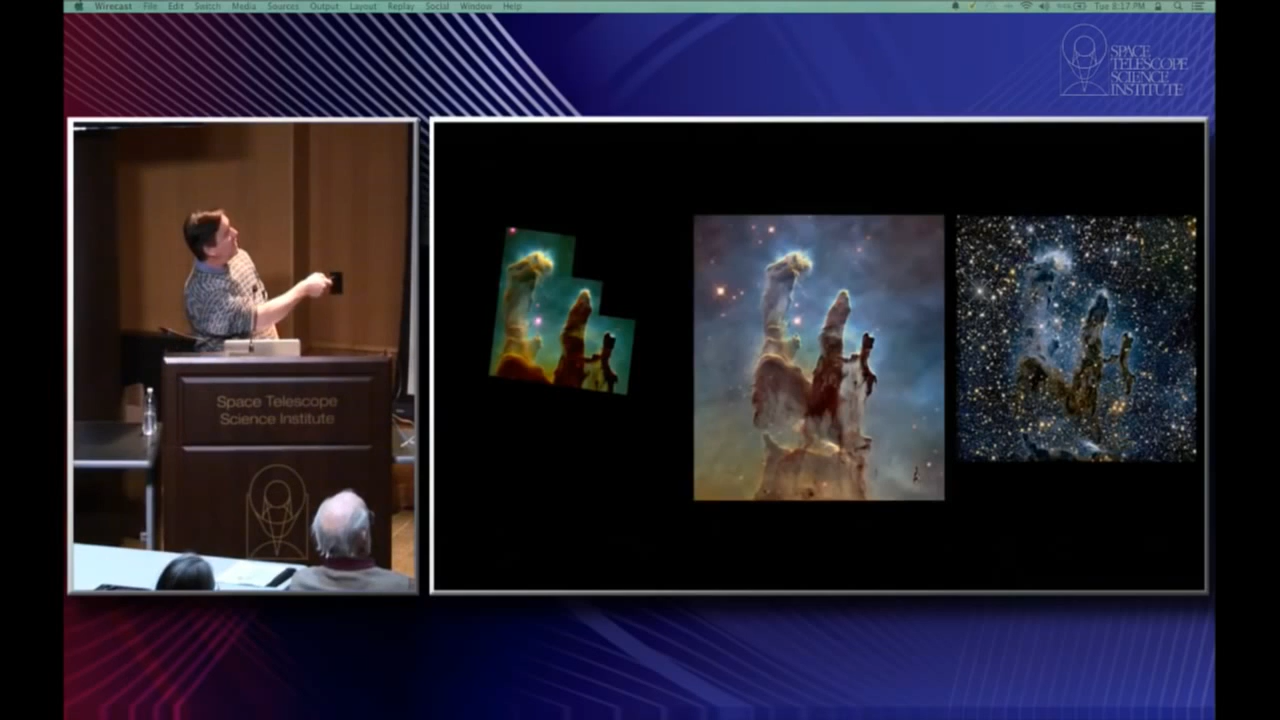 Wirecast File Edit Switch Media Sources Output Layout Replay Social Window Help
Tue 8:17 PM
SPACE
TELESCOPE
SCIENCE
INSTITUTE
Space Telescope
Science Institute